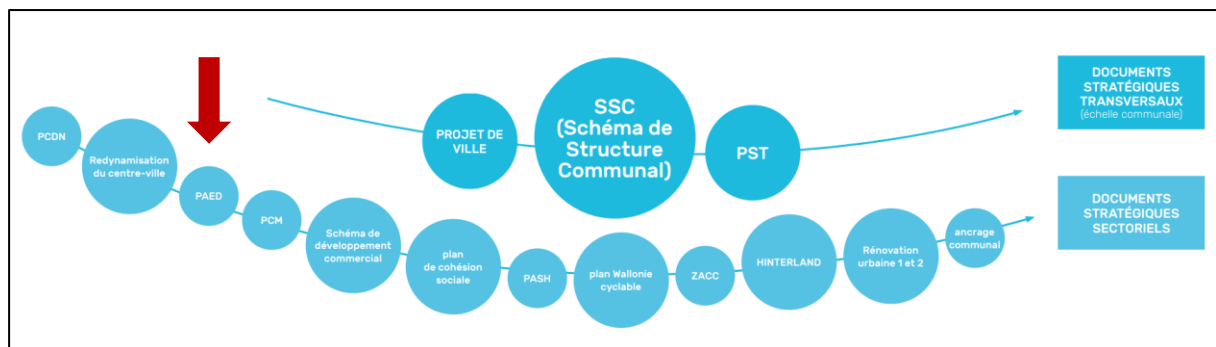 PROJET DE
VILLE
SSC
(Schéma de
Structure
Communal)
PST
DOCUMENTS
STRATÉGIQUES
TRANSVERSAUX
(échelle communale)
PCDN
Redynamisation
du centre-ville
PAED
PCM
Schéma de
développement
commercial
plan
de cohésion
sociale
PASH
plan Wallonie
cyclable
ZACC
HINTERLAND
Rénovation
urbaine 1 et 2
ancrage
communal
DOCUMENTS
STRATÉGIQUES
SECTORIELS